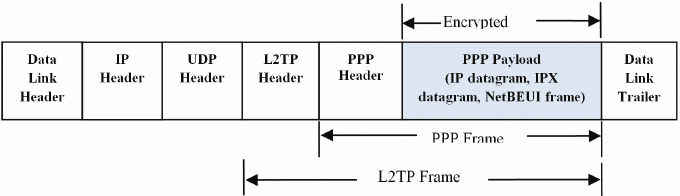 Encrypted
Data
Link
Header
IP
Header
UDP
Header
L2TP
Header
PPP
Header
PPP Payload
(IP datagram, IPX
datagram, NetBEUI frame)
Data
Link
Trailer
PPP Frame
L2TP Frame